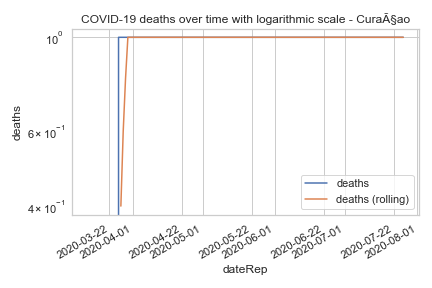 COVID-19 deaths over time with logarithmic scale - CuraÃ§ao
10⁰
6 × 10⁻¹
4 × 10⁻¹
deaths
deaths
deaths (rolling)
2020-03-22
2020-04-01
2020-04-22
2020-05-01
2020-05-22
2020-06-01
2020-06-22
2020-07-01
2020-07-22
2020-08-01
dateRep